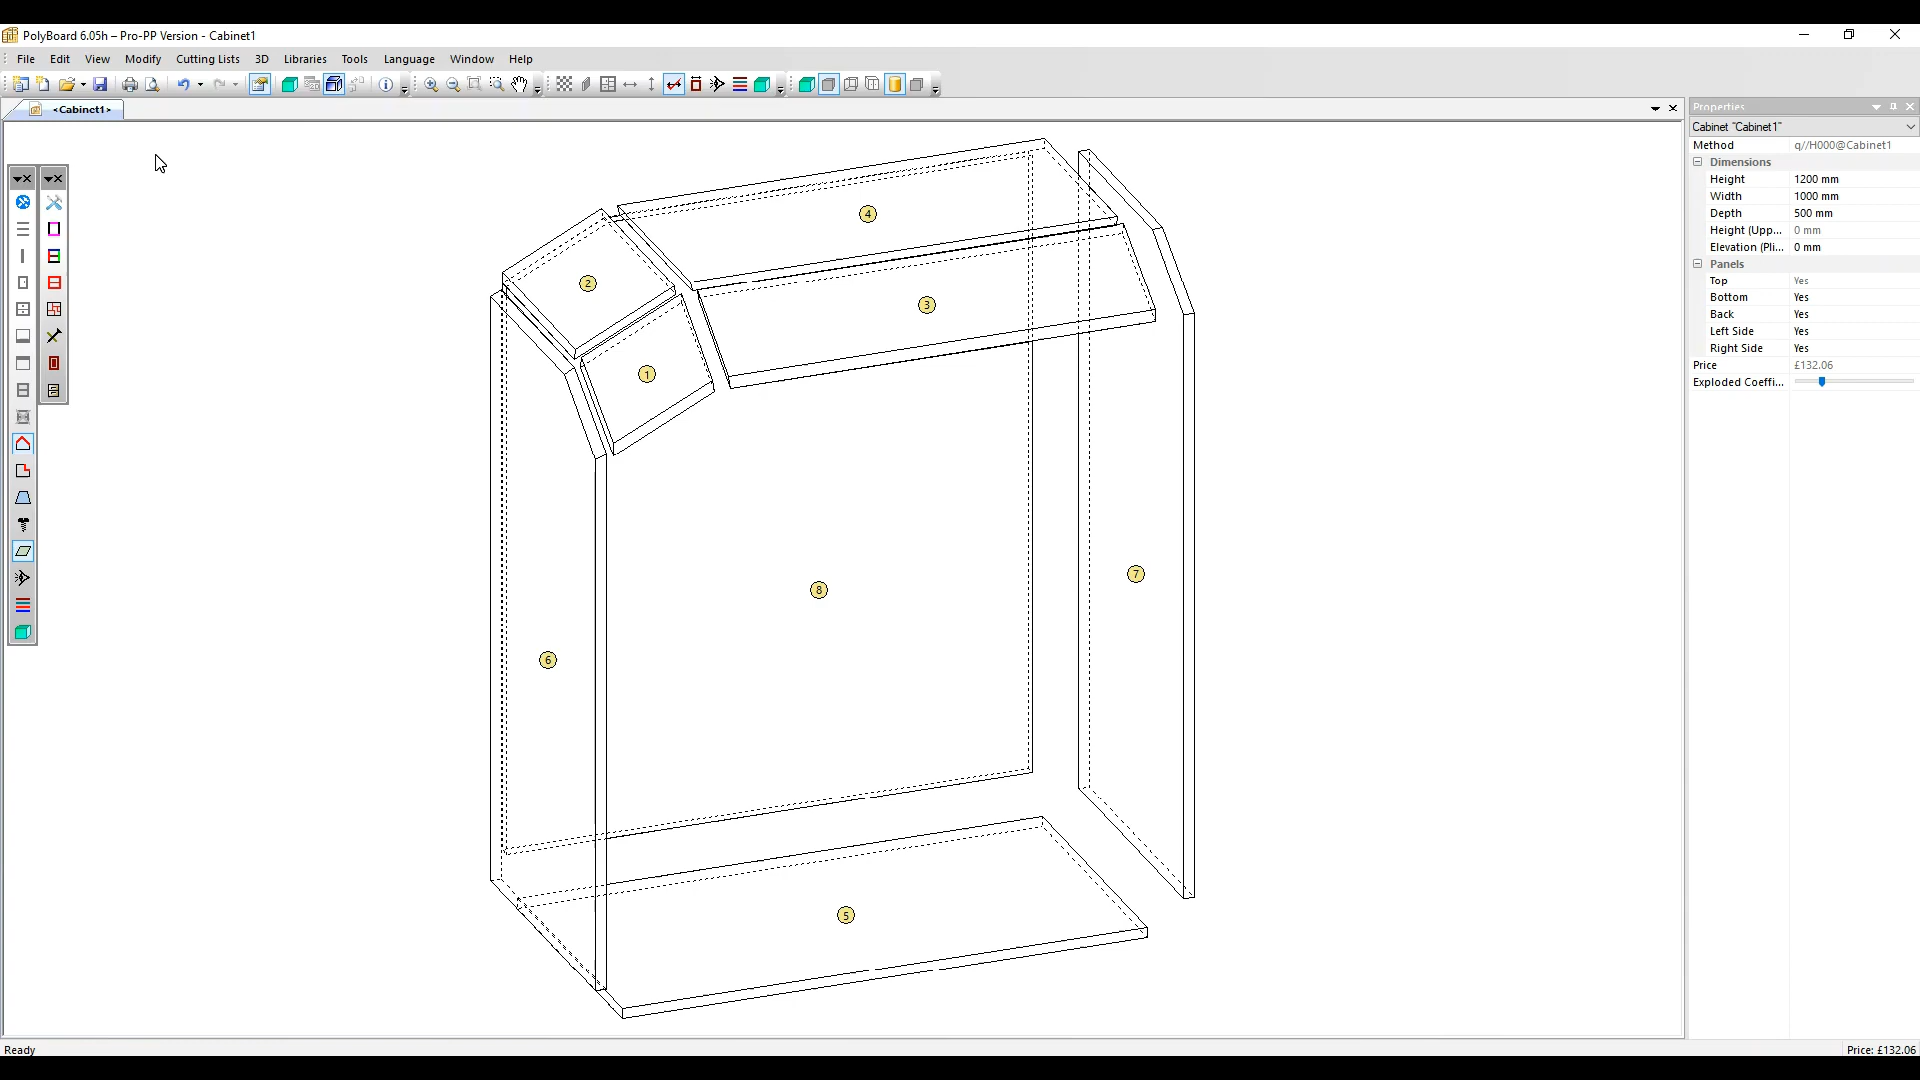 PolyBoard 6.05h – Pro-PP Version - Cabinet1
File Edit View Modify Cutting Lists 3D Libraries Tools Language Window Help
<Cabinet1>
Properties
Cabinet "Cabinet1"
Method q//H000@Cabinet1
Dimensions
Height 1200 mm
Width 1000 mm
Depth 500 mm
Height (Upp... 0 mm
Elevation (Pli... 0 mm
Panels
Top Yes
Bottom Yes
Back Yes
Left Side Yes
Right Side Yes
Price £132.06
Exploded Coeffi...
4
2
3
1
7
8
6
5
Ready
Price: £132.06